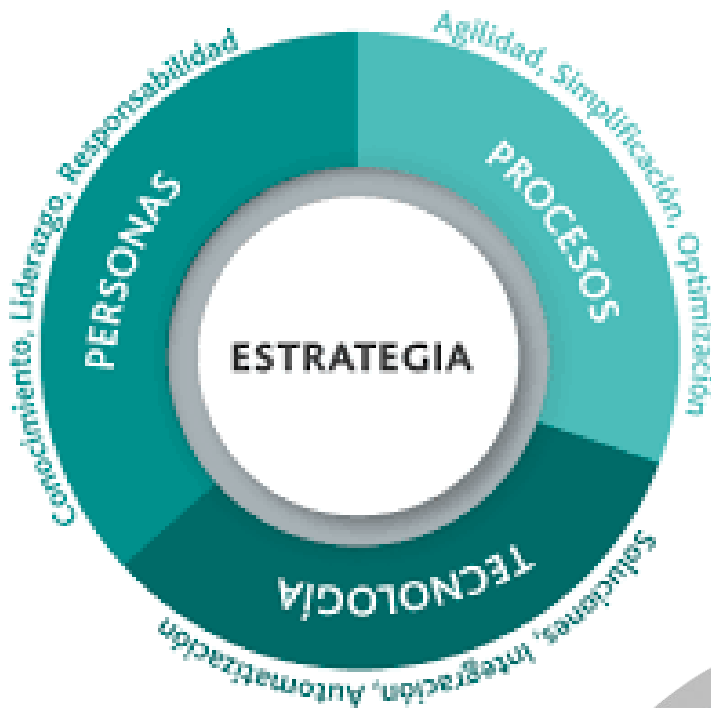 Agilidad, Simplificación, Optimización
PROCESOS
Conocimiento, Liderazgo, Responsabilidad
PERSONAS
ESTRATEGIA
TECNOLOGÍA
Soluciones, Integración, Automatización